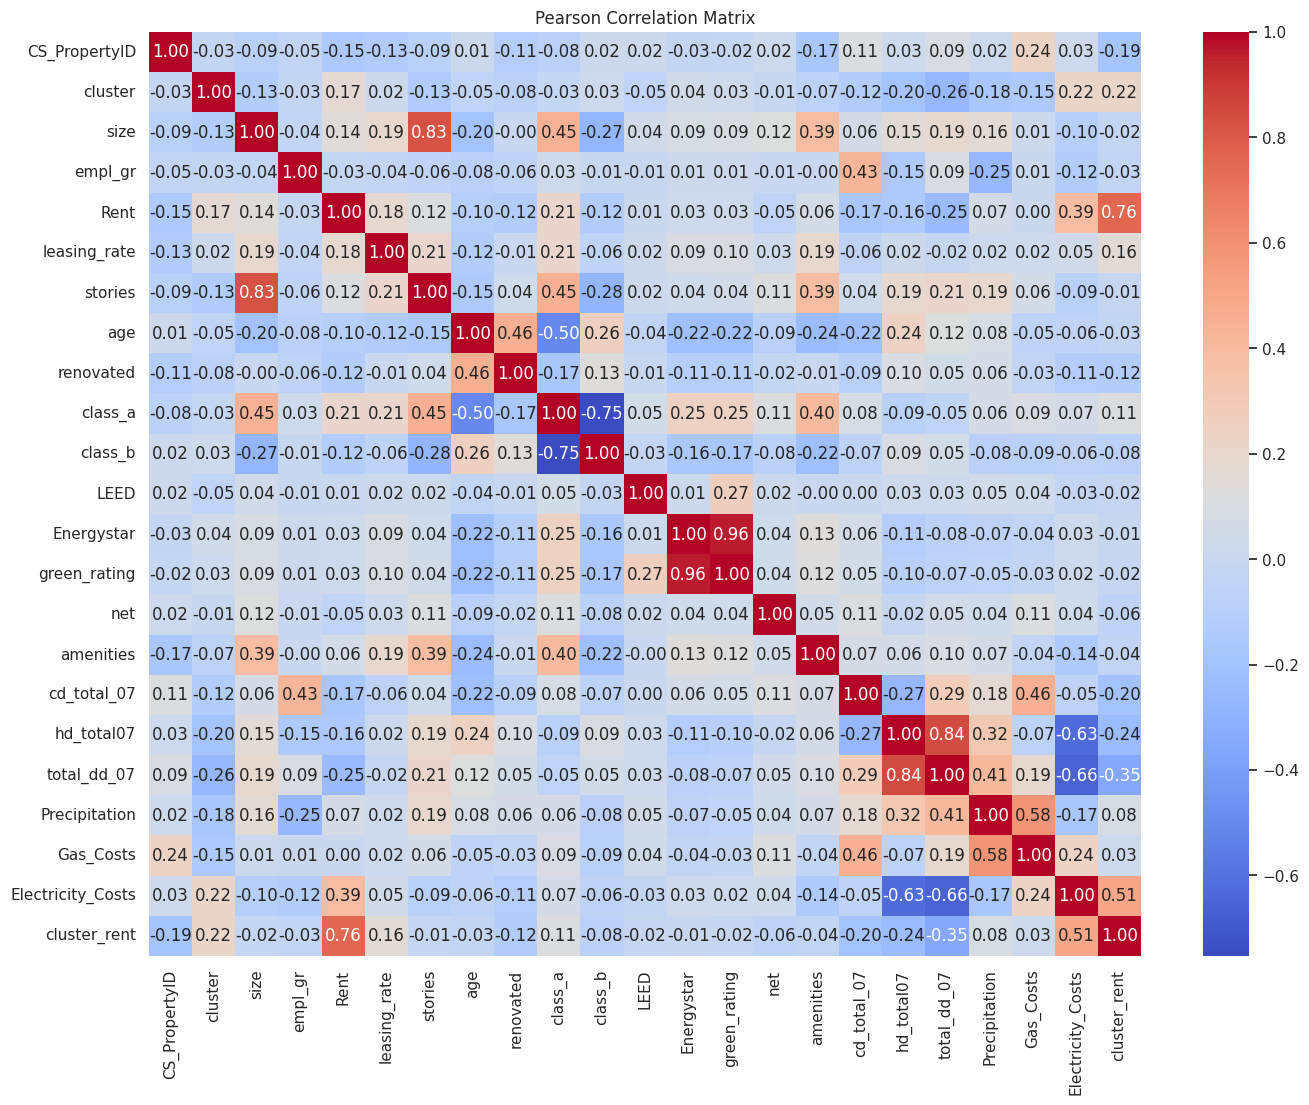 Pearson Correlation Matrix
CS_PropertyID 1.00 -0.03 -0.09 -0.05 -0.15 -0.13 -0.09 0.01 -0.11 -0.08 0.02 0.02 -0.03 -0.02 0.02 -0.17 0.11 0.03 0.09 0.02 0.24 0.03 -0.19
cluster -0.03 1.00 -0.13 -0.03 0.17 0.02 -0.13 -0.05 -0.08 -0.03 0.03 -0.05 0.04 0.03 -0.01 -0.07 -0.12 -0.20 -0.26 -0.18 -0.15 0.22 0.22
size -0.09 -0.13 1.00 -0.04 0.14 0.19 0.83 -0.20 -0.00 0.45 -0.27 0.04 0.09 0.09 0.12 0.39 0.06 0.15 0.19 0.16 0.01 -0.10 -0.02
empl_gr -0.05 -0.03 -0.04 1.00 -0.03 -0.04 -0.06 -0.08 -0.06 0.03 -0.01 -0.01 0.01 0.01 -0.01 -0.00 0.43 -0.15 0.09 -0.25 0.01 -0.12 -0.03
Rent -0.15 0.17 0.14 -0.03 1.00 0.18 0.12 -0.10 -0.12 0.21 -0.12 0.01 0.03 0.03 -0.05 0.06 -0.17 -0.16 -0.25 0.07 0.00 0.39 0.76
leasing_rate -0.13 0.02 0.19 -0.04 0.18 1.00 0.21 -0.12 -0.01 0.21 -0.06 0.02 0.09 0.10 0.03 0.19 -0.06 0.02 -0.02 0.02 0.02 0.05 0.16
stories -0.09 -0.13 0.83 -0.06 0.12 0.21 1.00 -0.15 0.04 0.45 -0.28 0.02 0.04 0.04 0.11 0.39 0.04 0.19 0.21 0.19 0.06 -0.09 -0.01
age 0.01 -0.05 -0.20 -0.08 -0.10 -0.12 -0.15 1.00 0.46 -0.50 0.26 -0.04 -0.22 -0.22 -0.09 -0.24 -0.22 0.24 0.12 0.08 -0.05 -0.06 -0.03
renovated -0.11 -0.08 -0.00 -0.06 -0.12 -0.01 0.04 0.46 1.00 -0.17 0.13 -0.01 -0.11 -0.11 -0.02 -0.01 -0.09 0.10 0.05 0.06 -0.03 -0.11 -0.12
class_a -0.08 -0.03 0.45 0.03 0.21 0.21 0.45 -0.50 -0.17 1.00 -0.75 0.05 0.25 0.25 0.11 0.40 0.08 -0.09 -0.05 0.06 0.09 0.07 0.11
class_b 0.02 0.03 -0.27 -0.01 -0.12 -0.06 -0.28 0.26 0.13 -0.75 1.00 -0.03 -0.16 -0.17 -0.08 -0.22 -0.07 0.09 0.05 -0.08 -0.09 -0.06 -0.08
LEED 0.02 -0.05 0.04 -0.01 0.01 0.02 0.02 -0.04 -0.01 0.05 -0.03 1.00 0.01 0.27 0.02 -0.00 0.00 0.03 0.03 0.05 0.04 -0.03 -0.02
Energystar -0.03 0.04 0.09 0.01 0.03 0.09 0.04 -0.22 -0.11 0.25 -0.16 0.01 1.00 0.96 0.04 0.13 0.06 -0.11 -0.08 -0.07 -0.04 0.03 -0.01
green_rating -0.02 0.03 0.09 0.01 0.03 0.10 0.04 -0.22 -0.11 0.25 -0.17 0.27 0.96 1.00 0.04 0.12 0.05 -0.10 -0.07 -0.05 -0.03 0.02 -0.02
net 0.02 -0.01 0.12 -0.01 -0.05 0.03 0.11 -0.09 -0.02 0.11 -0.08 0.02 0.04 0.04 1.00 0.05 0.11 -0.02 0.05 0.04 0.11 0.04 -0.06
amenities -0.17 -0.07 0.39 -0.00 0.06 0.19 0.39 -0.24 -0.01 0.40 -0.22 -0.00 0.13 0.12 0.05 1.00 0.07 0.06 0.10 0.07 -0.04 -0.14 -0.04
cd_total_07 0.11 -0.12 0.06 0.43 -0.17 -0.06 0.04 -0.22 -0.09 0.08 -0.07 0.00 0.06 0.05 0.11 0.07 1.00 -0.27 0.29 0.18 0.46 -0.05 -0.20
hd_total07 0.03 -0.20 0.15 -0.15 -0.16 0.02 0.19 0.24 0.10 -0.09 0.09 0.03 -0.11 -0.10 -0.02 0.06 -0.27 1.00 0.84 0.32 -0.07 -0.63 -0.24
total_dd_07 0.09 -0.26 0.19 0.09 -0.25 -0.02 0.21 0.12 0.05 -0.05 0.05 0.03 -0.08 -0.07 0.05 0.10 0.29 0.84 1.00 0.41 0.19 -0.66 -0.35
Precipitation 0.02 -0.18 0.16 -0.25 0.07 0.02 0.19 0.08 0.06 0.06 -0.08 0.05 -0.07 -0.05 0.04 0.07 0.18 0.32 0.41 1.00 0.58 -0.17 0.08
Gas_Costs 0.24 -0.15 0.01 0.01 0.00 0.02 0.06 -0.05 -0.03 0.09 -0.09 0.04 -0.04 -0.03 0.11 -0.04 0.46 -0.07 0.19 0.58 1.00 0.24 0.03
Electricity_Costs 0.03 0.22 -0.10 -0.12 0.39 0.05 -0.09 -0.06 -0.11 0.07 -0.06 -0.03 0.03 0.02 0.04 -0.14 -0.05 -0.63 -0.66 -0.17 0.24 1.00 0.51
cluster_rent -0.19 0.22 -0.02 -0.03 0.76 0.16 -0.01 -0.03 -0.12 0.11 -0.08 -0.02 -0.01 -0.02 -0.06 -0.04 -0.20 -0.24 -0.35 0.08 0.03 0.51 1.00
CS_PropertyID
cluster
size
empl_gr
Rent
leasing_rate
stories
age
renovated
class_a
class_b
LEED
Energystar
green_rating
net
amenities
cd_total_07
hd_total07
total_dd_07
Precipitation
Gas_Costs
Electricity_Costs
cluster_rent
1.0
0.8
0.6
0.4
0.2
0.0
−0.2
−0.4
−0.6